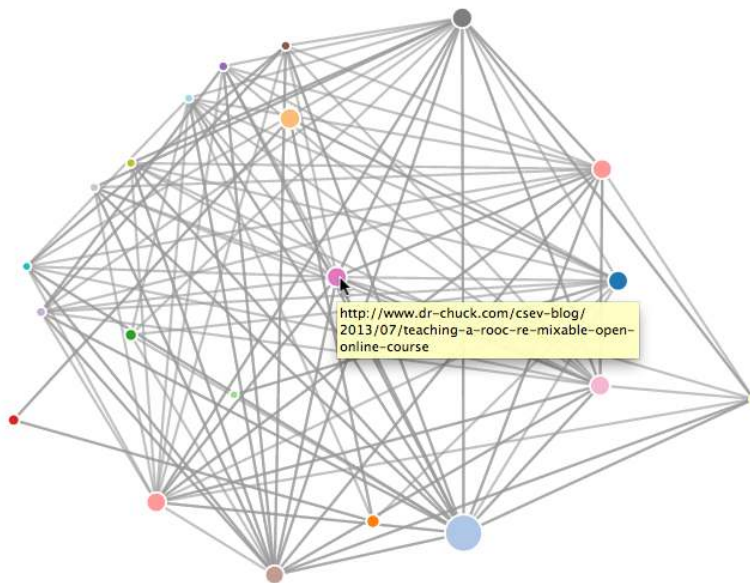 http://www.dr-chuck.com/csev-blog/
2013/07/teaching-a-rooc-re-mixable-open-
online-course